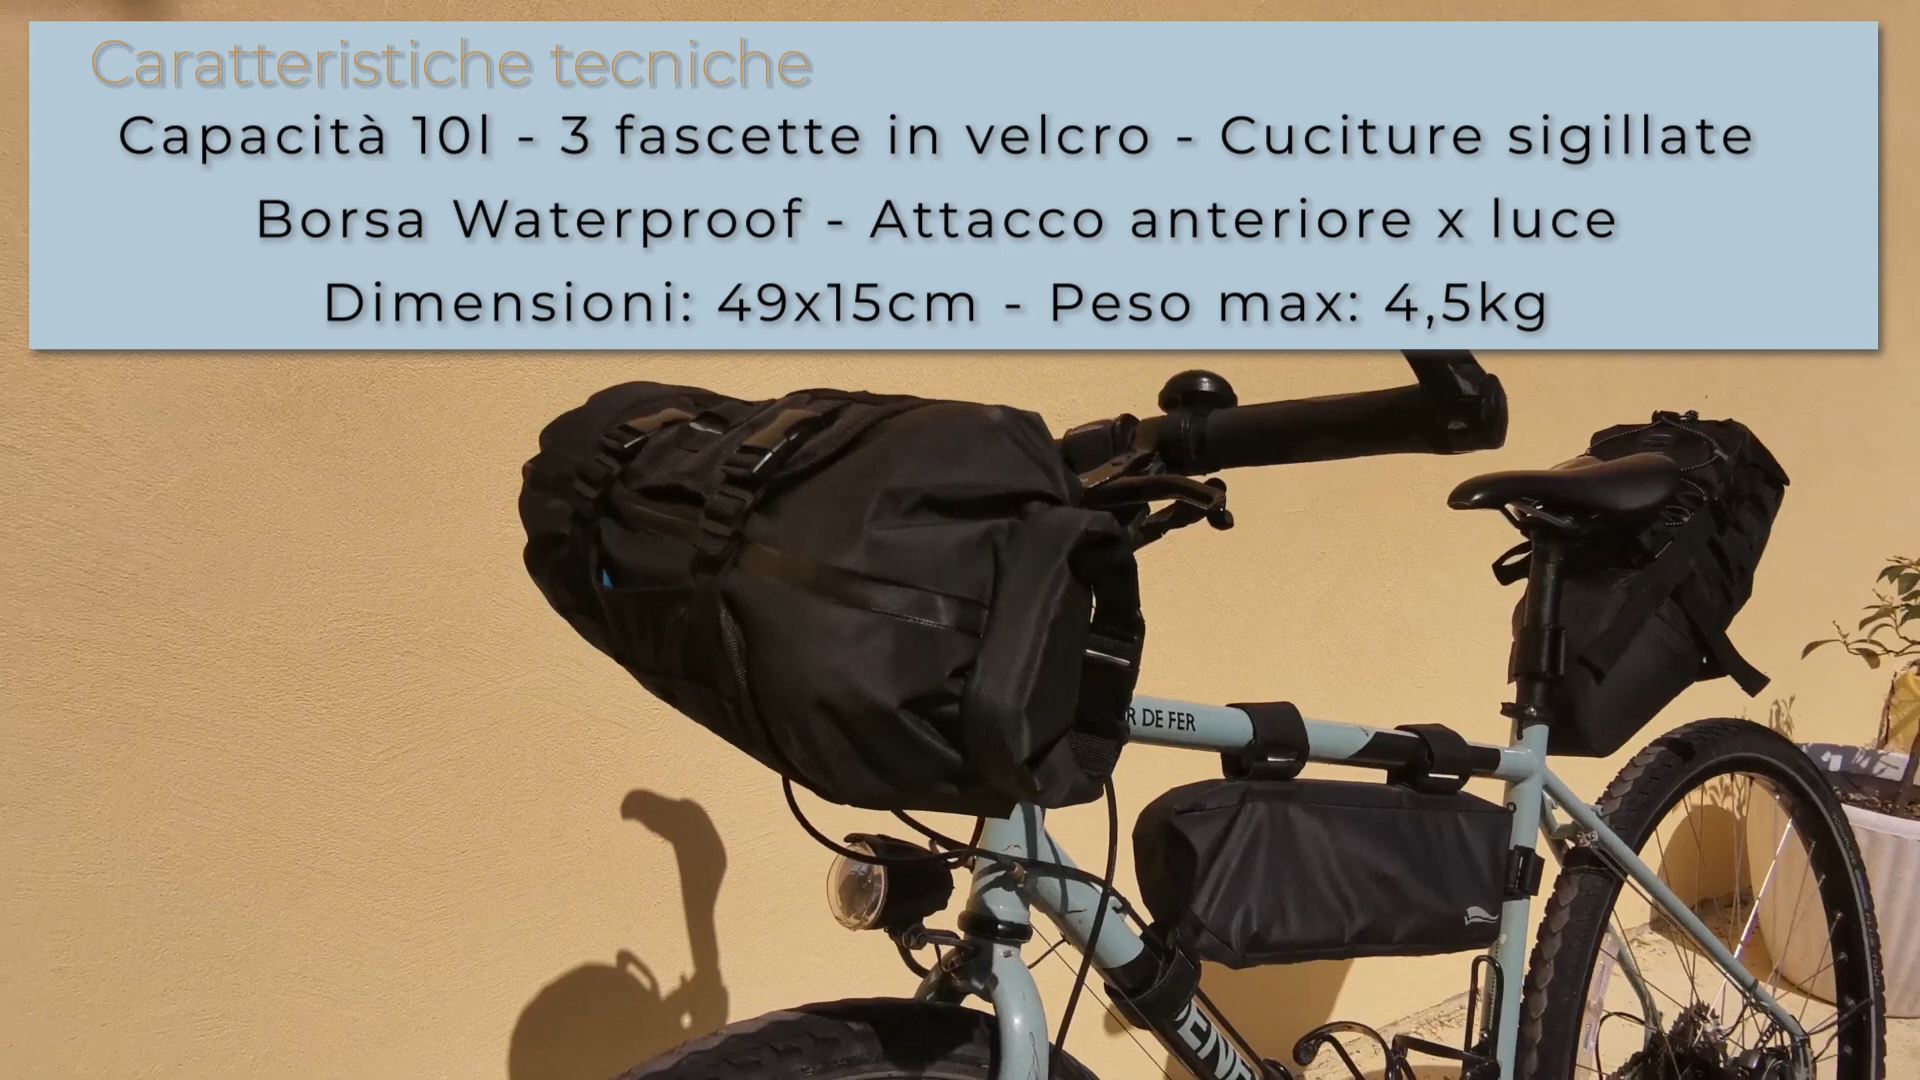 Caratteristiche tecniche
Capacità 10l - 3 fascette in velcro - Cuciture sigillate
Borsa Waterproof - Attacco anteriore x luce
Dimensioni: 49x15cm - Peso max: 4,5kg
R DE FER